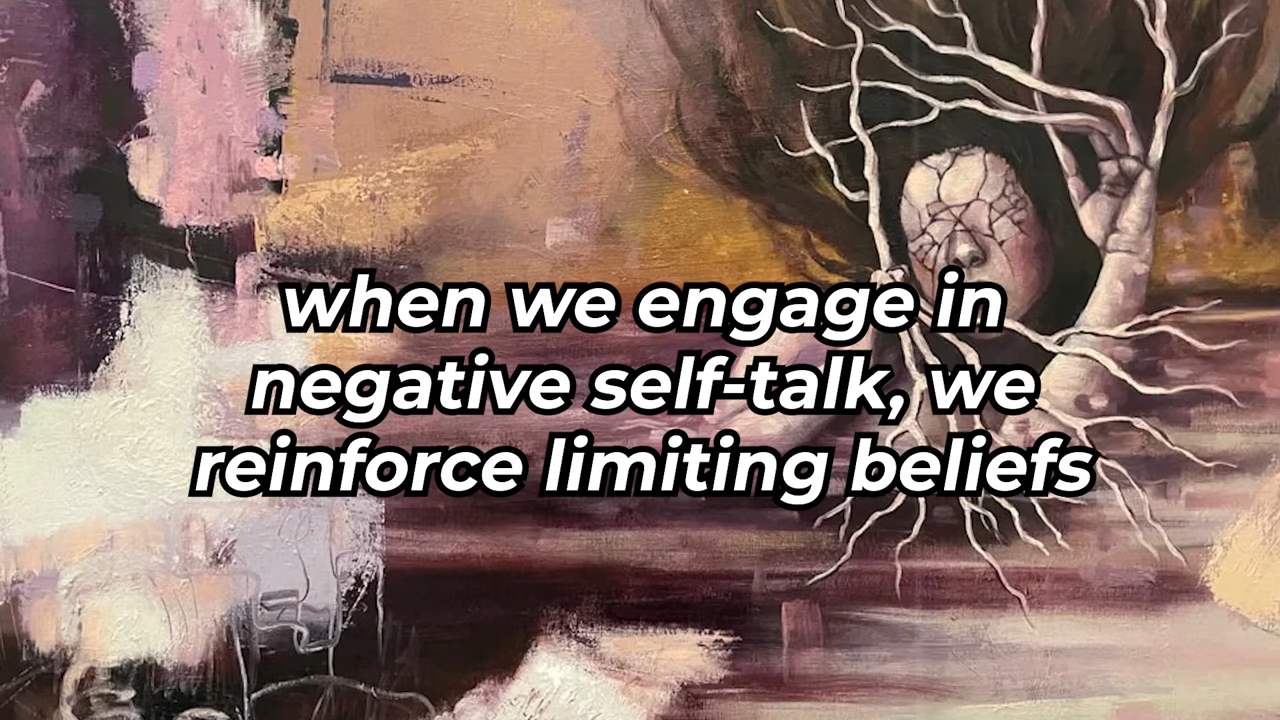 when we engage in
negative self-talk, we
reinforce limiting beliefs